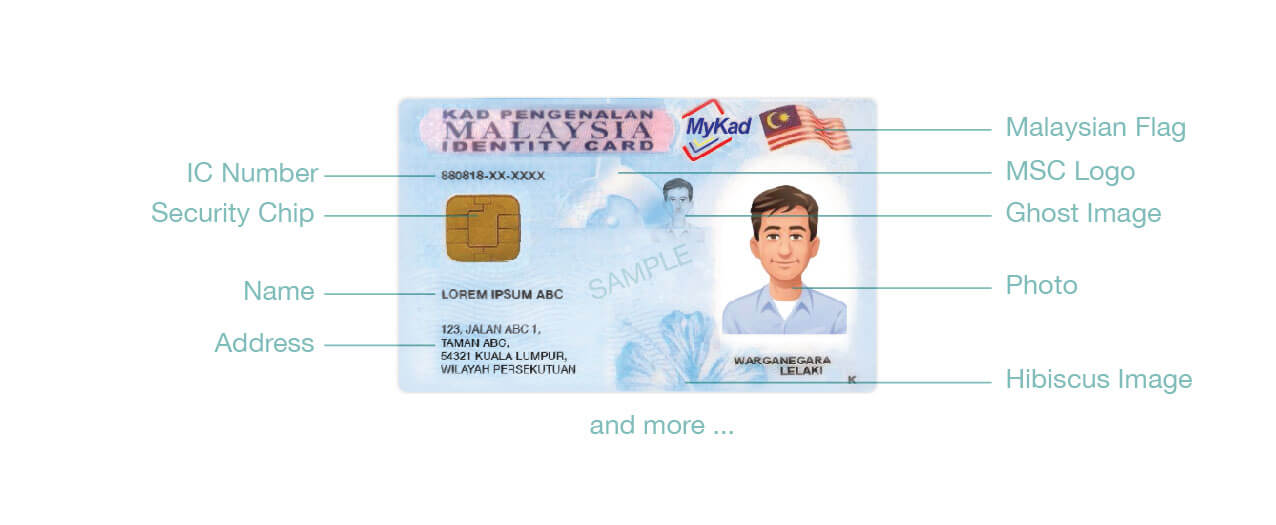 KAD PENGENALAN
MALAYSIA
IDENTITY CARD
MyKad
Malaysian Flag
IC Number
880818-XX-XXXX
MSC Logo
Security Chip
Ghost Image
SAMPLE
Name
LOREM IPSUM ABC
Photo
Address
123, JALAN ABC 1,
TAMAN ABC,
54321 KUALA LUMPUR,
WILAYAH PERSEKUTUAN
WARGANEGARA
LELAKI
K
Hibiscus Image
and more ...